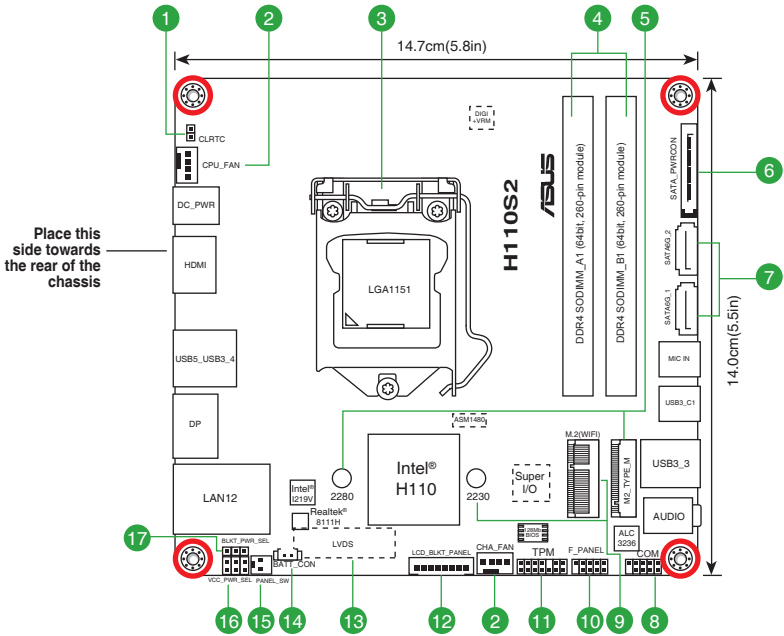 1
2
3
4
5
14.7cm(5.8in)
DIGI
+VRM
CLRTC
CPU_FAN
DC_PWR
Place this
side towards
the rear of the
chassis
HDMI
USB5_USB3_4
DP
LAN12
LGA1151
H110S2
ASUS
DDR4 SODIMM_A1 (64bit, 260-pin module)
DDR4 SODIMM_B1 (64bit, 260-pin module)
SATA_PWRCON
6
SATA6G_2
7
SATA6G_1
14.0cm(5.5in)
MIC IN
USB3_C1
ASM1480
M.2(WIFI)
M2_TYPE_M
USB3_3
Intel®
H110
2280
2230
Super
I/O
Intel®
I219V
Realtek®
8111H
LVDS
128Mb
BIOS
ALC
3236
AUDIO
17
BLKT_PWR_SEL
BATT_CON
LCD_BLKT_PANEL
CHA_FAN
TPM
F_PANEL
COM
VCC_PWR_SEL
PANEL_SW
16
15
14
13
12
2
11
10
9
8